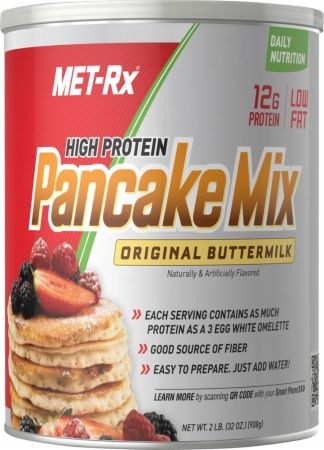 DAILY
NUTRITION
MET-Rx®
12G
PROTEIN
LOW
FAT
HIGH PROTEIN
Pancake Mix
ORIGINAL BUTTERMILK
Naturally & Artificially Flavored
> EACH SERVING CONTAINS AS MUCH
PROTEIN AS A 3 EGG WHITE OMELETTE
> GOOD SOURCE OF FIBER
> EASY TO PREPARE. JUST ADD WATER!
LEARN MORE by scanning QR CODE with your Smart Phone
NET WT. 2 LB. (32 OZ.) (908g)